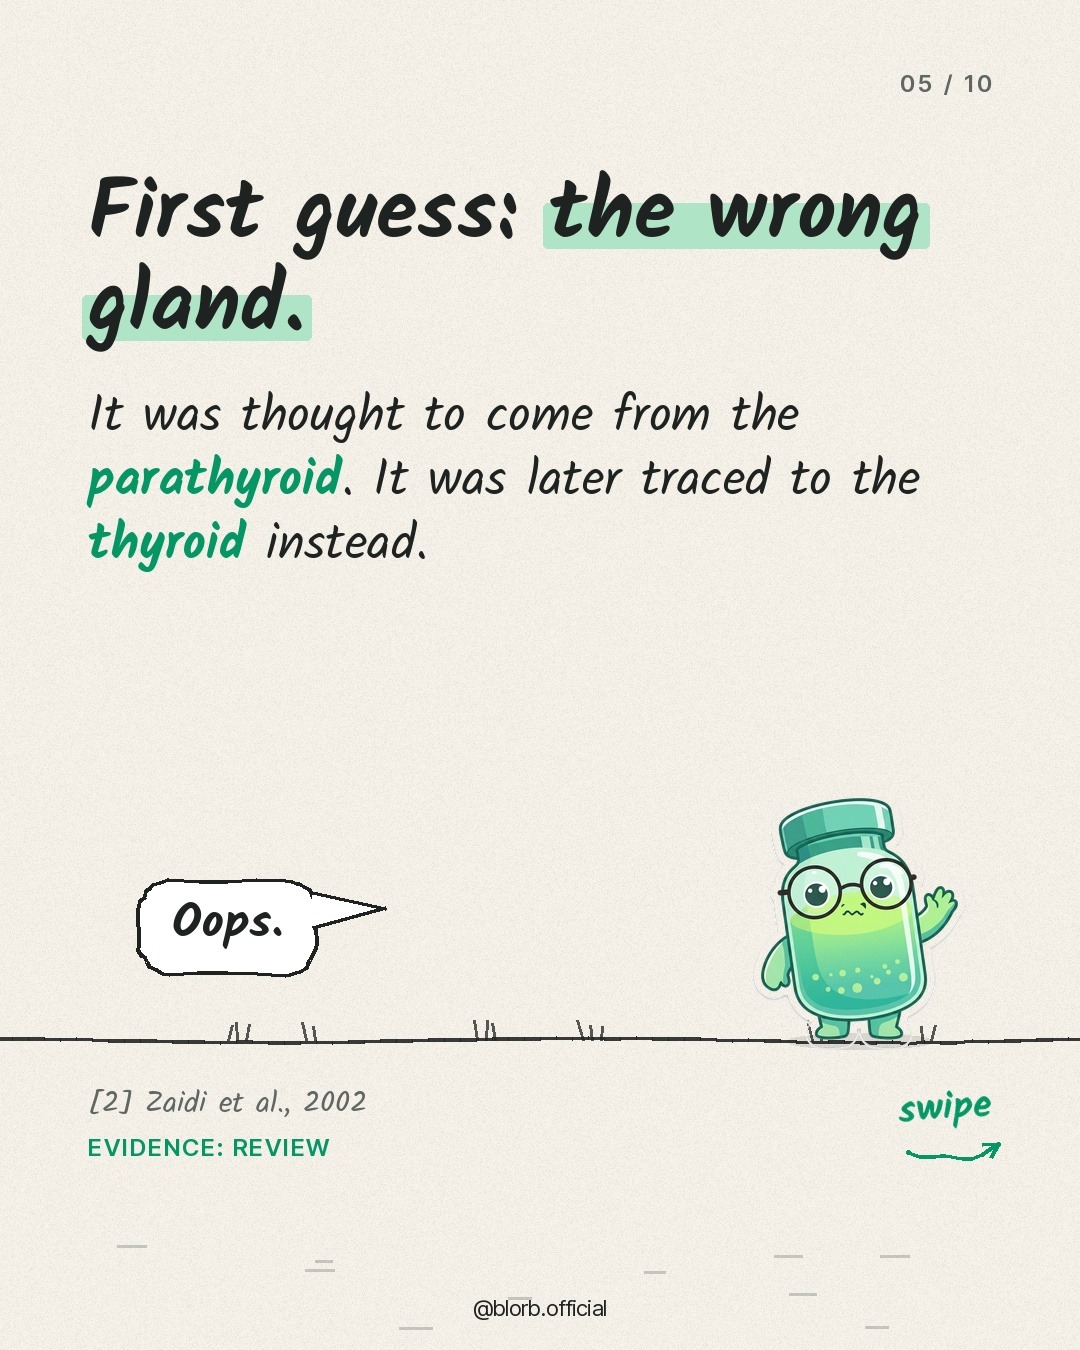 05 / 10
First guess: the wrong
gland.
It was thought to come from the
parathyroid. It was later traced to the
thyroid instead.
Oops.
[2] Zaidi et al., 2002
EVIDENCE: REVIEW
swipe
@blorb.official